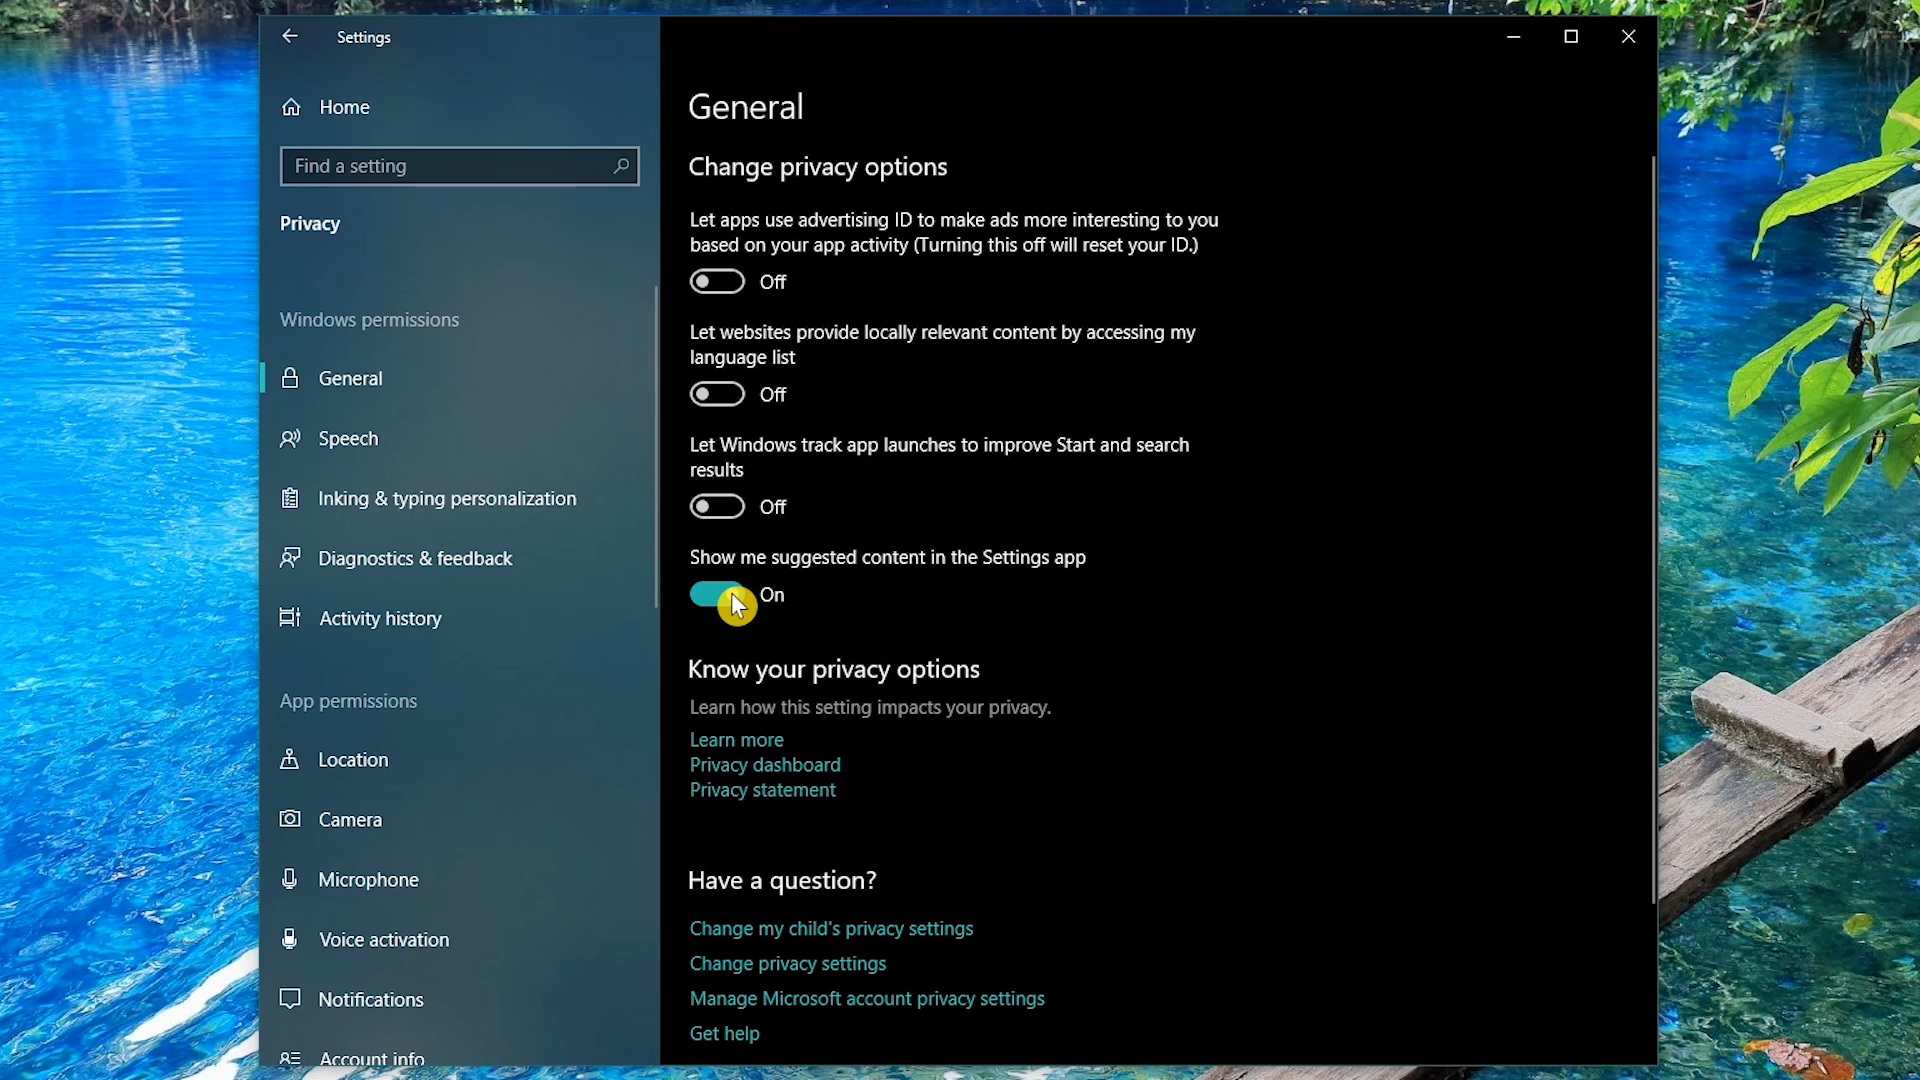 Settings
Home
Find a setting
Privacy
Windows permissions
General
Speech
Inking & typing personalization
Diagnostics & feedback
Activity history
App permissions
Location
Camera
Microphone
Voice activation
Notifications
Account info
General
Change privacy options
Let apps use advertising ID to make ads more interesting to you
based on your app activity (Turning this off will reset your ID.)
Off
Let websites provide locally relevant content by accessing my
language list
Off
Let Windows track app launches to improve Start and search
results
Off
Show me suggested content in the Settings app
On
Know your privacy options
Learn how this setting impacts your privacy.
Learn more
Privacy dashboard
Privacy statement
Have a question?
Change my child's privacy settings
Change privacy settings
Manage Microsoft account privacy settings
Get help